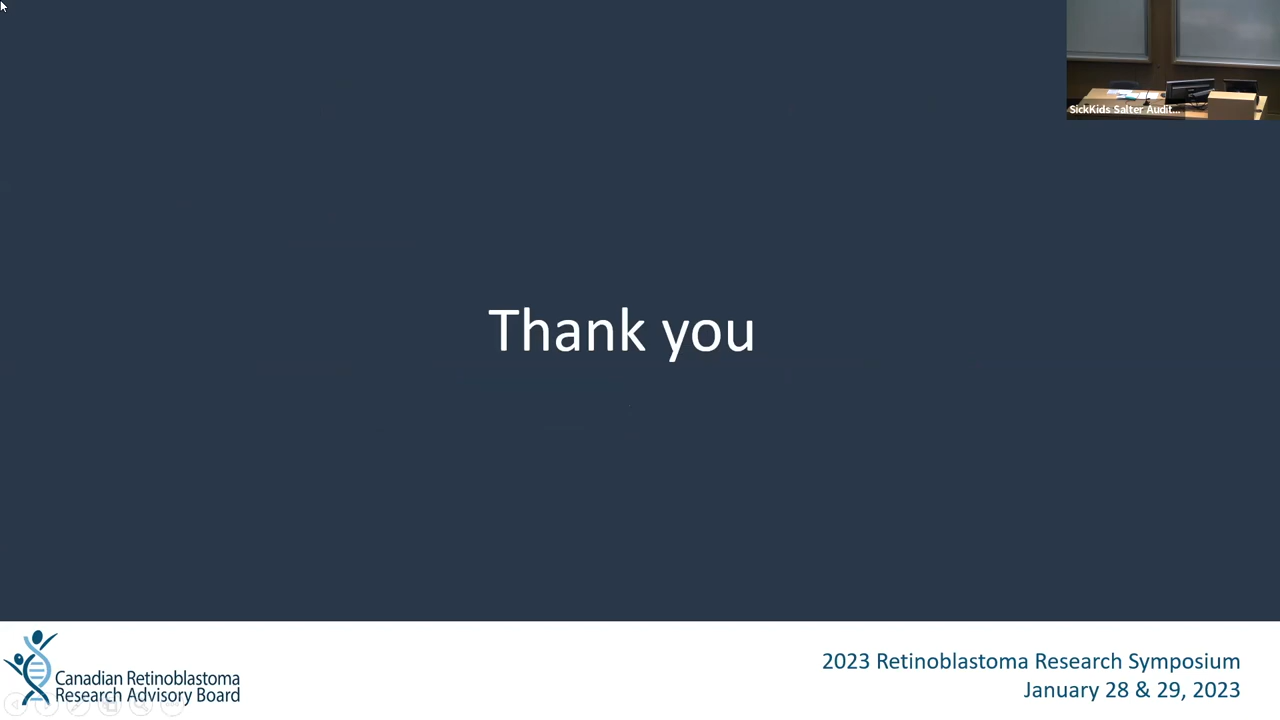 SickKids Salter Audit...
Thank you
Canadian Retinoblastoma
Research Advisory Board
2023 Retinoblastoma Research Symposium
January 28 & 29, 2023